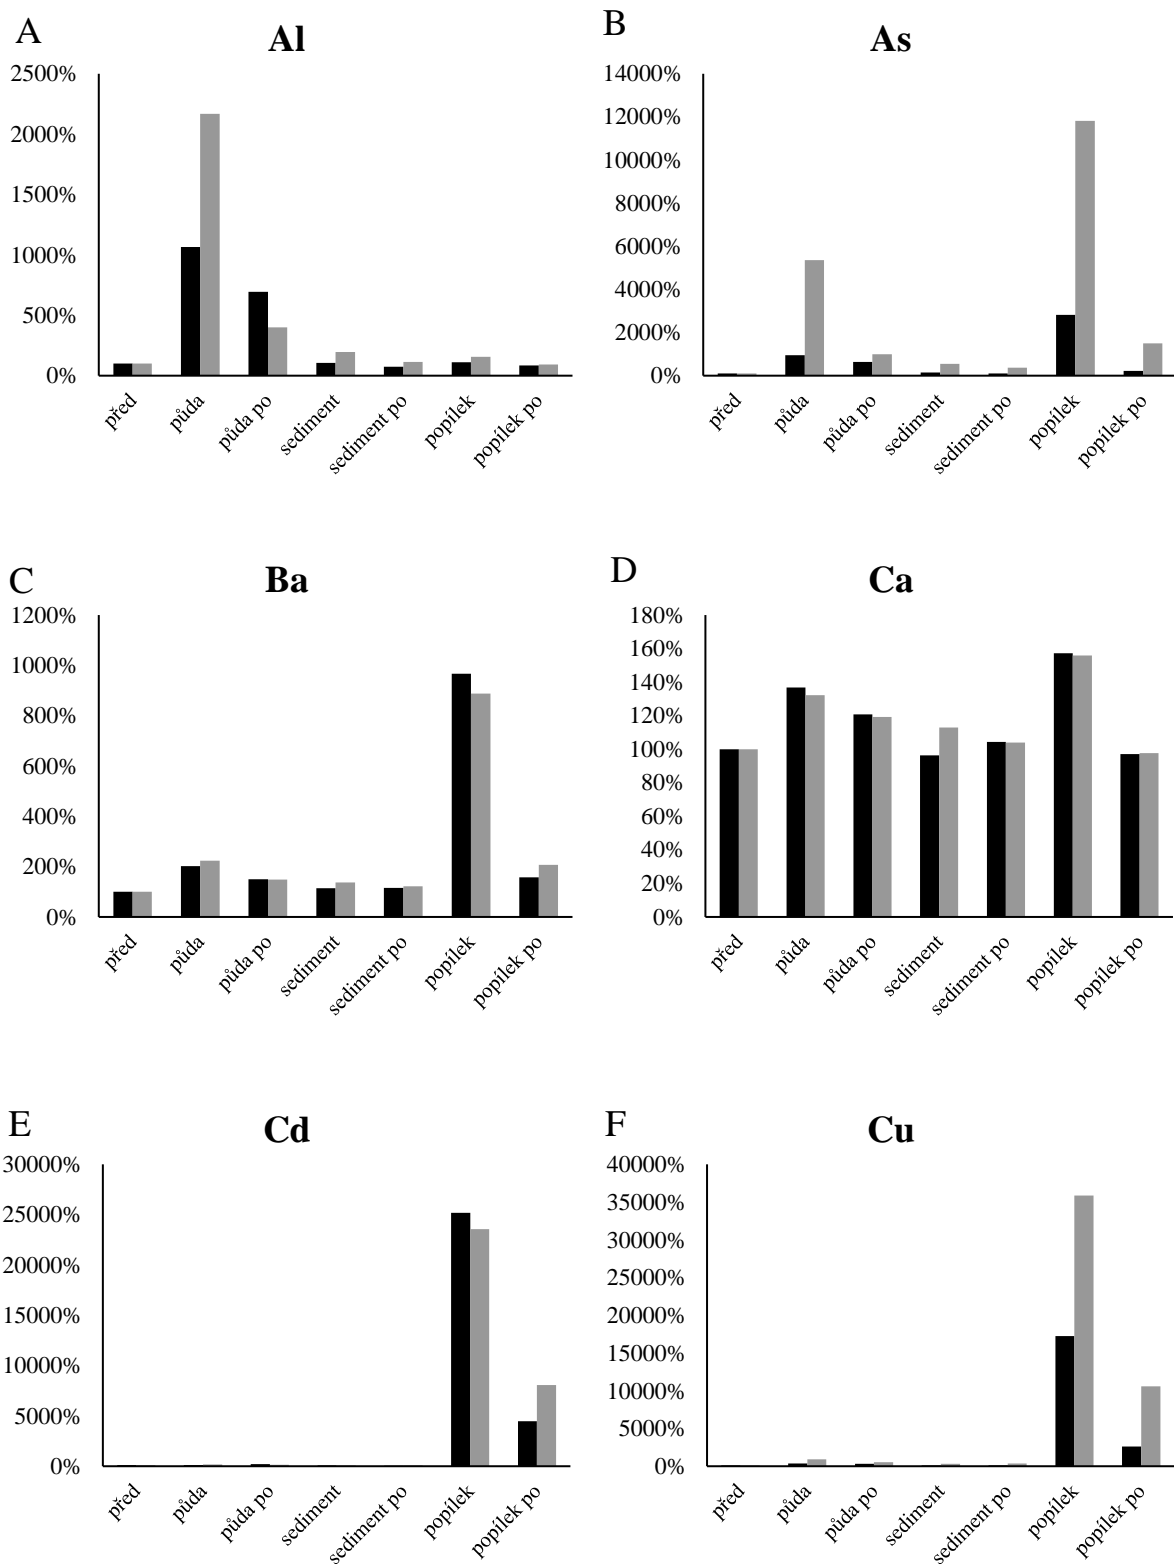 A
Al
2500%
2000%
1500%
1000%
500%
0%
před
půda
půda po
sediment
sediment po
popílek
popílek po
B
As
14000%
12000%
10000%
8000%
6000%
4000%
2000%
0%
před
půda
půda po
sediment
sediment po
popílek
popílek po
C
Ba
1200%
1000%
800%
600%
400%
200%
0%
před
půda
půda po
sediment
sediment po
popílek
popílek po
D
Ca
180%
160%
140%
120%
100%
80%
60%
40%
20%
0%
před
půda
půda po
sediment
sediment po
popílek
popílek po
E
Cd
30000%
25000%
20000%
15000%
10000%
5000%
0%
před
půda
půda po
sediment
sediment po
popílek
popílek po
F
Cu
40000%
35000%
30000%
25000%
20000%
15000%
10000%
5000%
0%
před
půda
půda po
sediment
sediment po
popílek
popílek po